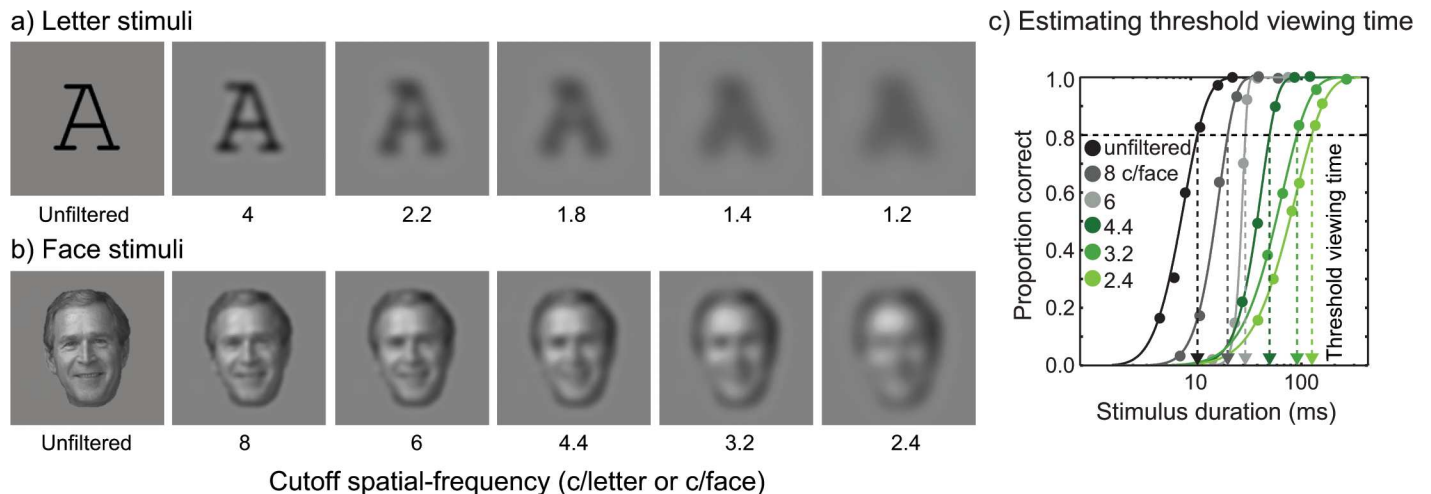 a) Letter stimuli
A
Unfiltered
4
2.2
1.8
1.4
1.2
b) Face stimuli
Unfiltered
8
6
4.4
3.2
2.4
Cutoff spatial-frequency (c/letter or c/face)
c) Estimating threshold viewing time
Proportion correct
1.0
0.8
0.6
0.4
0.2
0.0
unfiltered
8 c/face
6
4.4
3.2
2.4
Threshold viewing time
10
100
Stimulus duration (ms)